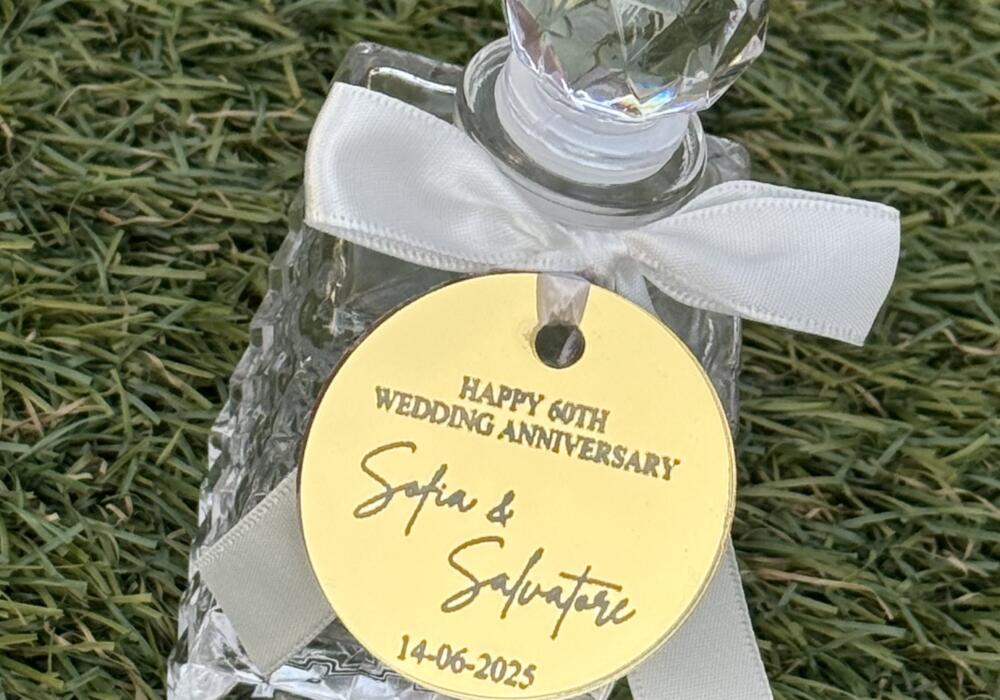 HAPPY 60TH
WEDDING ANNIVERSARY
Sofia &
Salvatore
14-06-2025